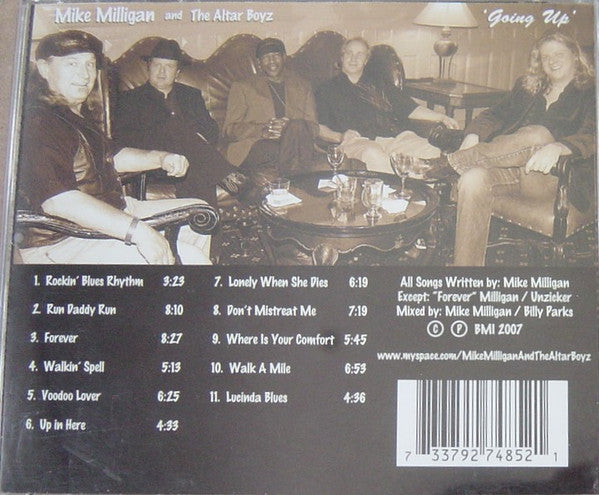 Mike Milligan and The Altar Boyz 'Going Up'
1. Rockin' Blues Rhythm 3:23
2. Run Daddy Run 8:10
3. Forever 8:27
4. Walkin' Spell 5:13
5. Voodoo Lover 6:25
6. Up in Here 4:33
7. Lonely When She Dies 6:19
8. Don't Mistreat Me 7:19
9. Where Is Your Comfort 5:45
10. Walk A Mile 6:53
11. Lucinda Blues 4:36
All Songs Written by: Mike Milligan
Except: "Forever" Milligan / Unzicker
Mixed by: Mike Milligan / Billy Parks
© ℗ BMI 2007
www.myspace.com/MikeMilliganAndTheAltarBoyz
7 33792 74852 1